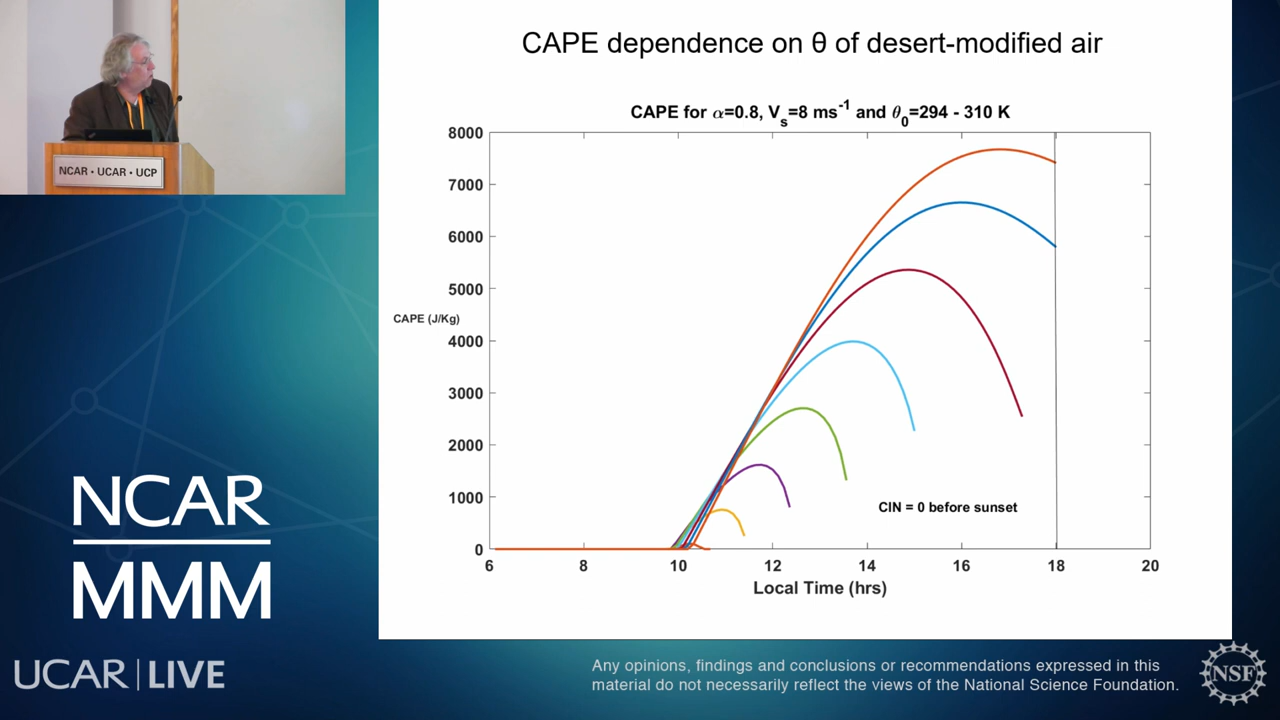 CAPE dependence on θ of desert-modified air
CAPE for α=0.8, Vs=8 ms-1 and θ0=294 - 310 K
8000
7000
6000
5000
4000
3000
2000
1000
0
CAPE (J/Kg)
6 8 10 12 14 16 18 20
Local Time (hrs)
CIN = 0 before sunset
NCAR • UCAR • UCP
NCAR
MMM
UCAR | LIVE
Any opinions, findings and conclusions or recommendations expressed in this
material do not necessarily reflect the views of the National Science Foundation.
NSF